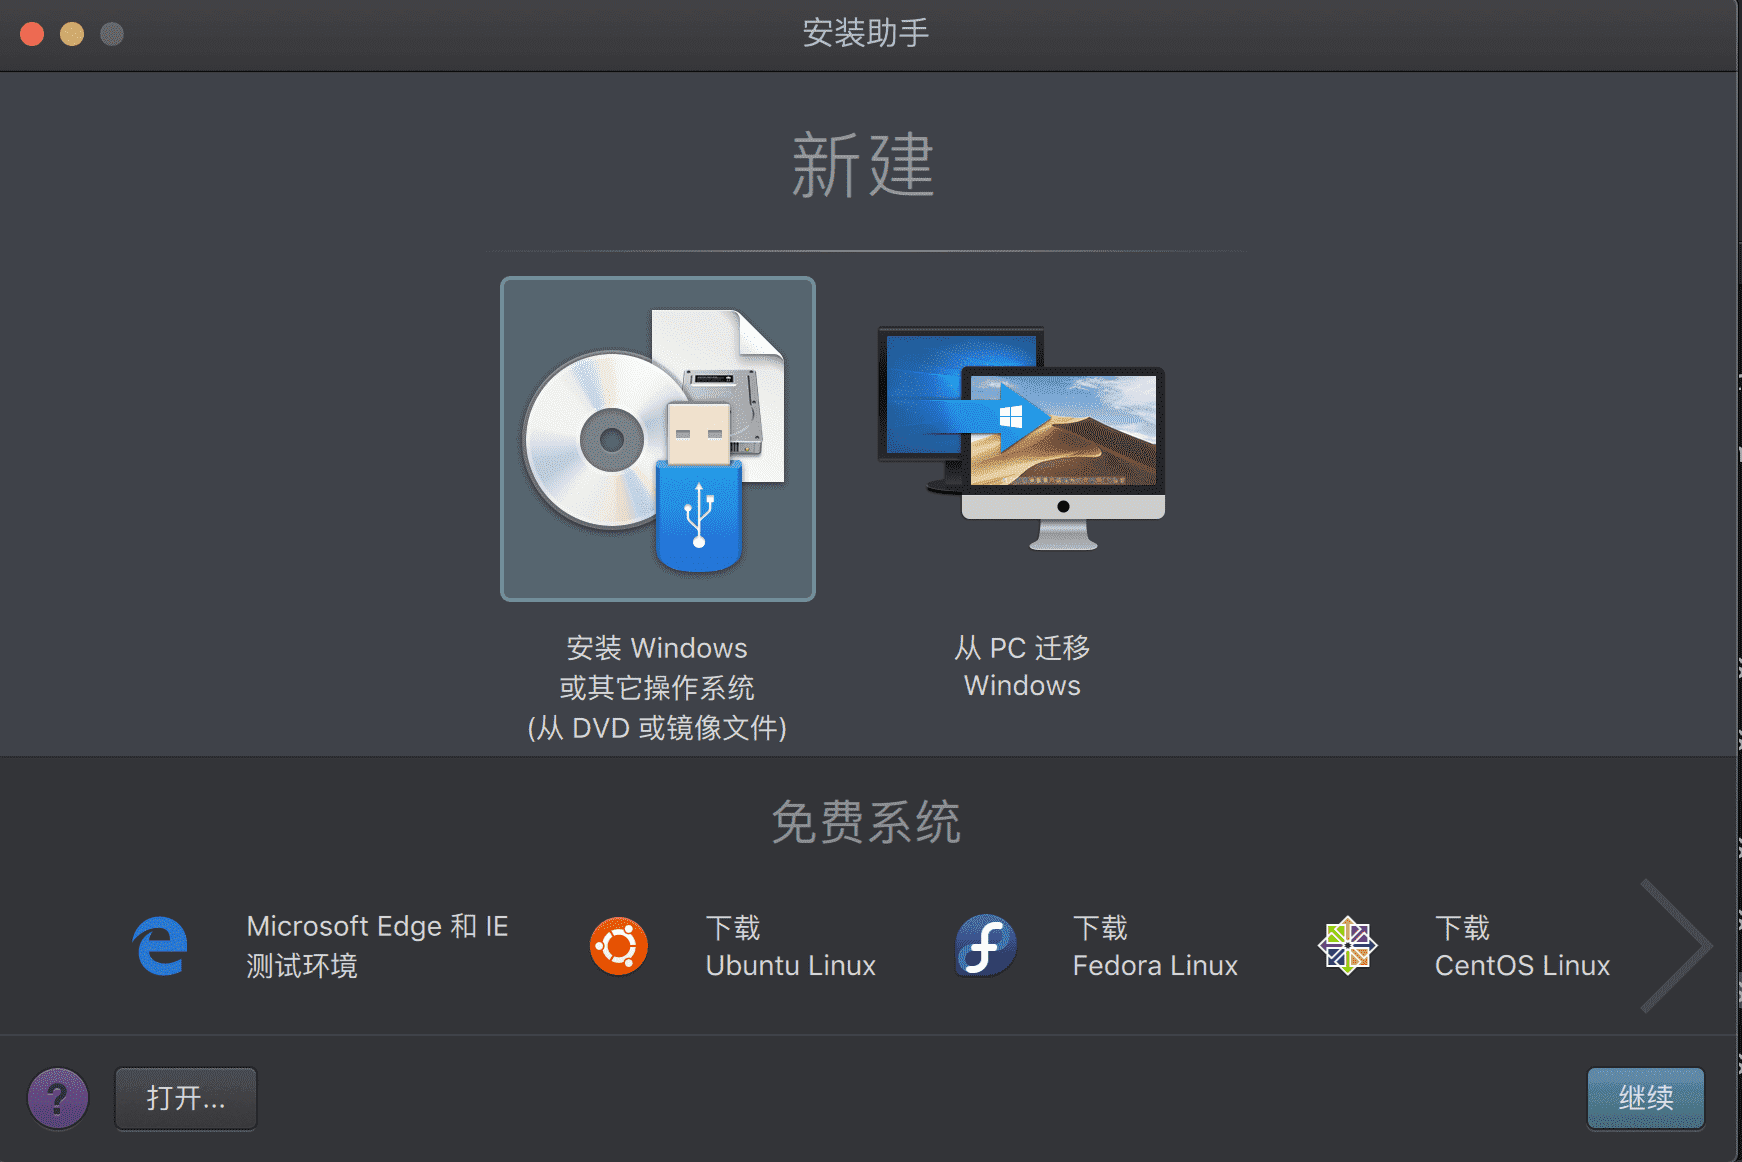 安装助手
新建
安装 Windows
或其它操作系统
(从 DVD 或镜像文件)
从 PC 迁移
Windows
免费系统
Microsoft Edge 和 IE
测试环境
下载
Ubuntu Linux
下载
Fedora Linux
下载
CentOS Linux
?
打开...
继续